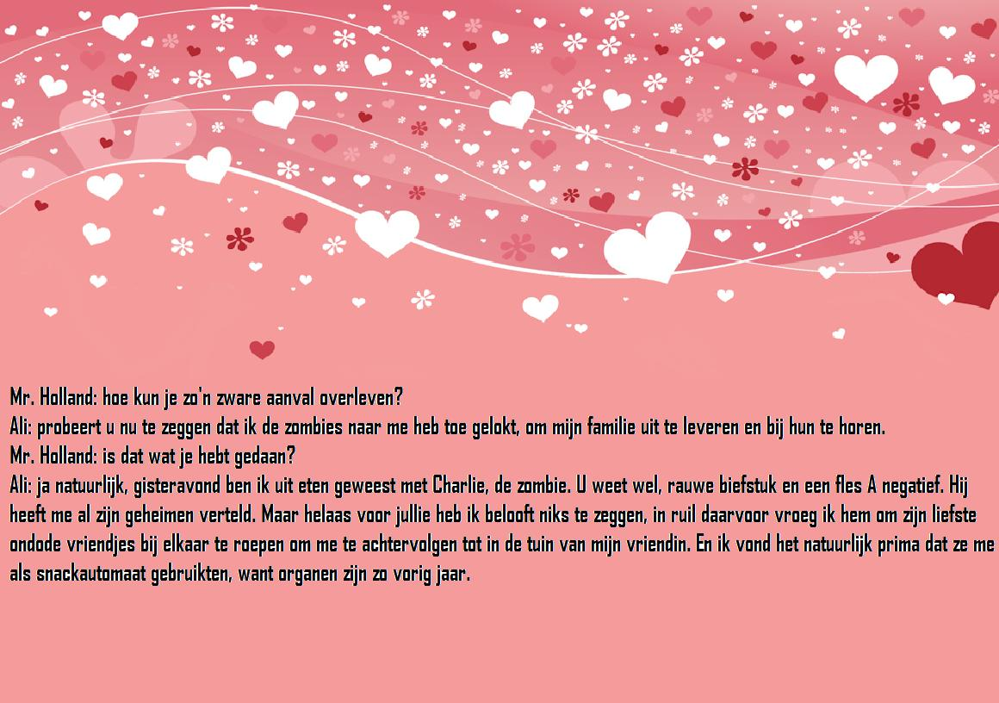 Mr. Holland: hoe kun je zo'n zware aanval overleven?
Ali: probeert u nu te zeggen dat ik de zombies naar me heb toe gelokt, om mijn familie uit te leveren en bij hun te horen.
Mr. Holland: is dat wat je hebt gedaan?
Ali: ja natuurlijk, gisteravond ben ik uit eten geweest met Charlie, de zombie. U weet wel, rauwe biefstuk en een fles A negatief. Hij
heeft me al zijn geheimen verteld. Maar helaas voor jullie heb ik belooft niks te zeggen, in ruil daarvoor vroeg ik hem om zijn liefste
ondode vriendjes bij elkaar te roepen om me te achtervolgen tot in de tuin van mijn vriendin. En ik vond het natuurlijk prima dat ze me
als snackautomaat gebruikten, want organen zijn zo vorig jaar.